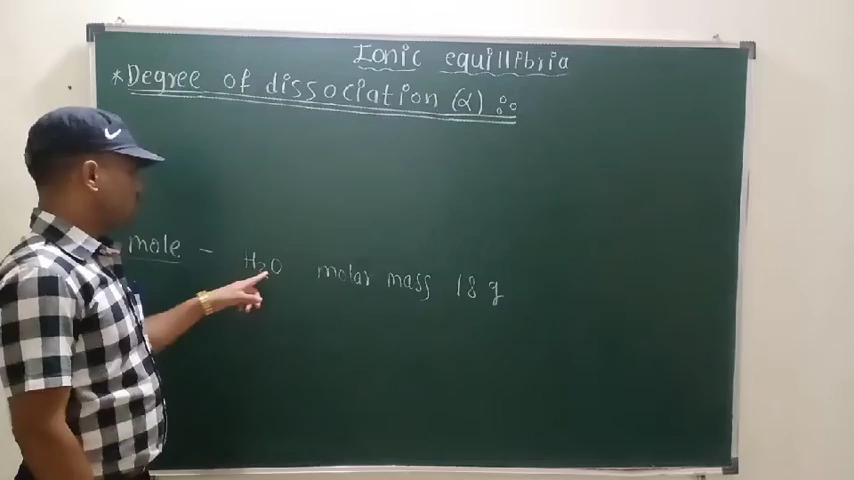 Ionic equilibria
*Degree of dissociation (α) :
mole - H2O molar mass 18 g